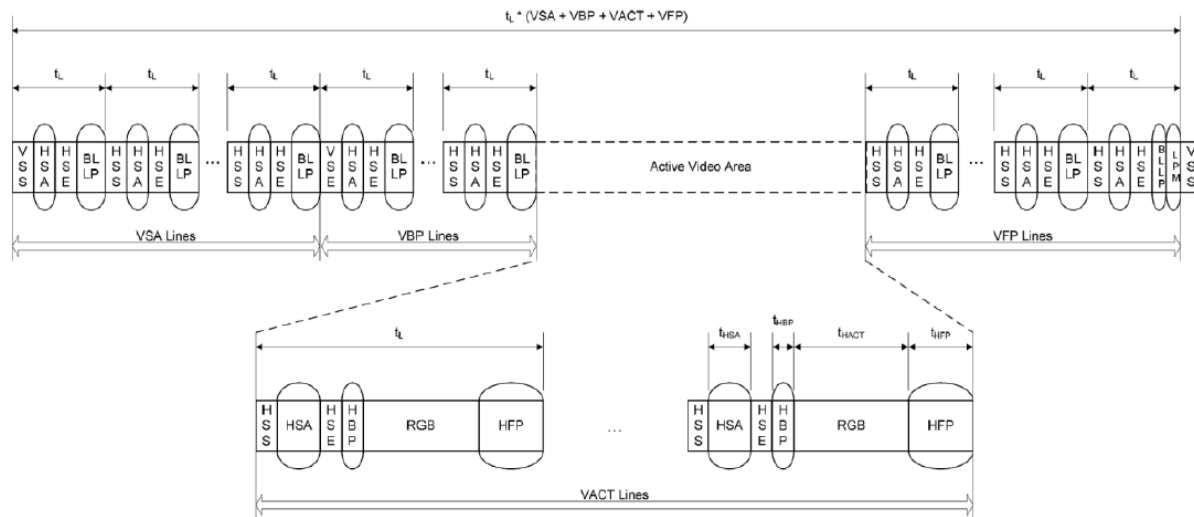 tL * (VSA + VBP + VACT + VFP)
tL tL tL tL tL tL tL tL
VSS HSA HSE BLLP HSS HSA HSE BLLP ... HSS HSA HSE BLLP VSE HSA HSE BLLP ... HSS HSA HSE BLLP Active Video Area HSS HSA HSE BLLP ... HSS HSA HSE BLLP HSS HSA HSE BLLP LPM VSS
VSA Lines VBP Lines VFP Lines
tL tHSA tHBP tHACT tHFP
HSS HSA HSE HBP RGB HFP ... HSS HSA HSE HBP RGB HFP
VACT Lines